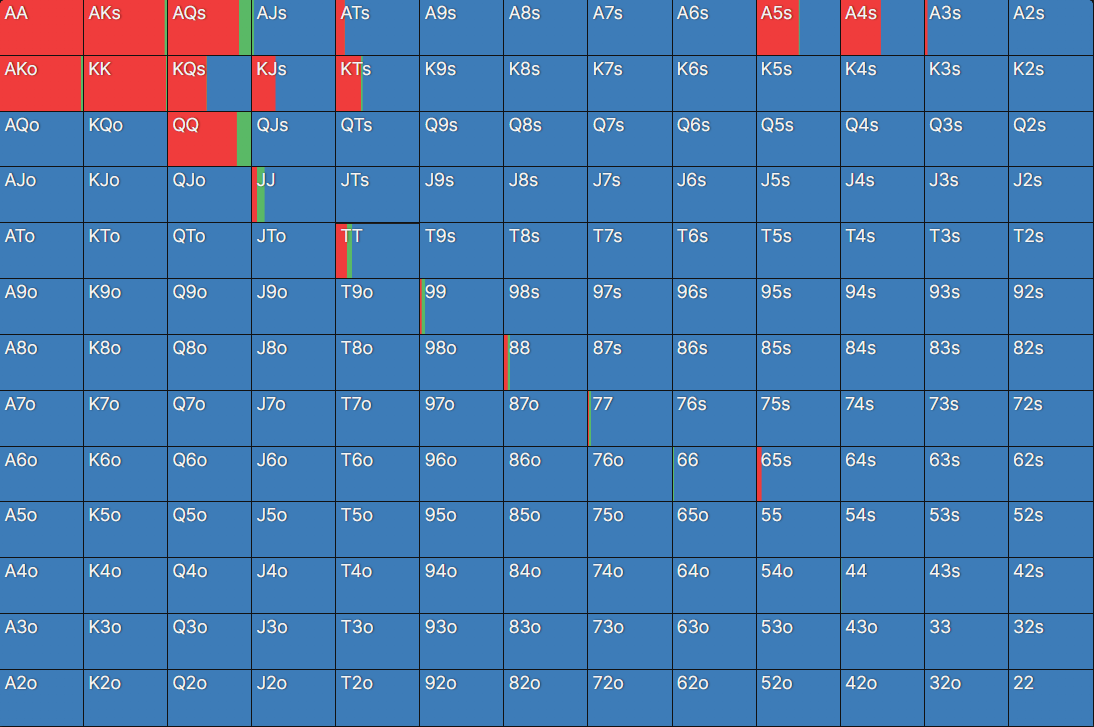 AA AKs AQs AJs ATs A9s A8s A7s A6s A5s A4s A3s A2s
AKo KK KQs KJs KTs K9s K8s K7s K6s K5s K4s K3s K2s
AQo KQo QQ QJs QTs Q9s Q8s Q7s Q6s Q5s Q4s Q3s Q2s
AJo KJo QJo JJ JTs J9s J8s J7s J6s J5s J4s J3s J2s
ATo KTo QTo JTo TT T9s T8s T7s T6s T5s T4s T3s T2s
A9o K9o Q9o J9o T9o 99 98s 97s 96s 95s 94s 93s 92s
A8o K8o Q8o J8o T8o 98o 88 87s 86s 85s 84s 83s 82s
A7o K7o Q7o J7o T7o 97o 87o 77 76s 75s 74s 73s 72s
A6o K6o Q6o J6o T6o 96o 86o 76o 66 65s 64s 63s 62s
A5o K5o Q5o J5o T5o 95o 85o 75o 65o 55 54s 53s 52s
A4o K4o Q4o J4o T4o 94o 84o 74o 64o 54o 44 43s 42s
A3o K3o Q3o J3o T3o 93o 83o 73o 63o 53o 43o 33 32s
A2o K2o Q2o J2o T2o 92o 82o 72o 62o 52o 42o 32o 22